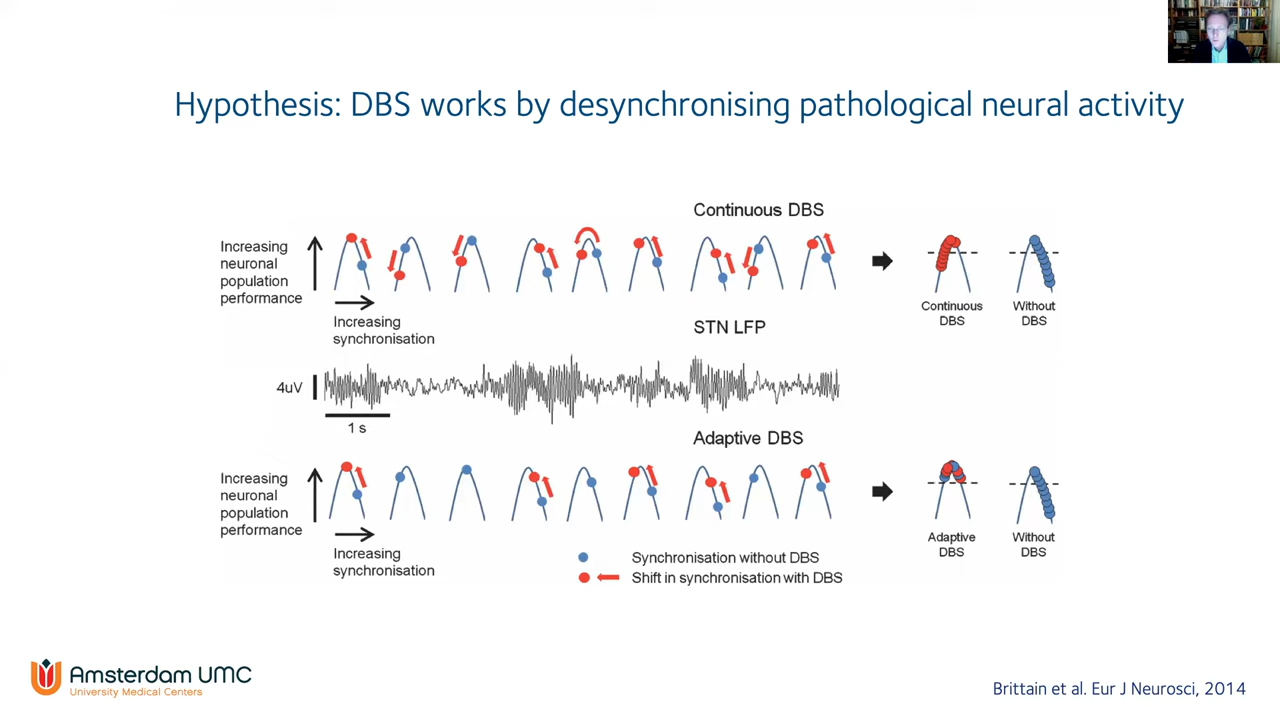 Hypothesis: DBS works by desynchronising pathological neural activity
Continuous DBS
Increasing
neuronal
population
performance
Increasing
synchronisation
Continuous
DBS
Without
DBS
STN LFP
4uV
1 s
Adaptive DBS
Increasing
neuronal
population
performance
Increasing
synchronisation
Adaptive
DBS
Without
DBS
Synchronisation without DBS
Shift in synchronisation with DBS
Amsterdam UMC
University Medical Centers
Brittain et al. Eur J Neurosci, 2014